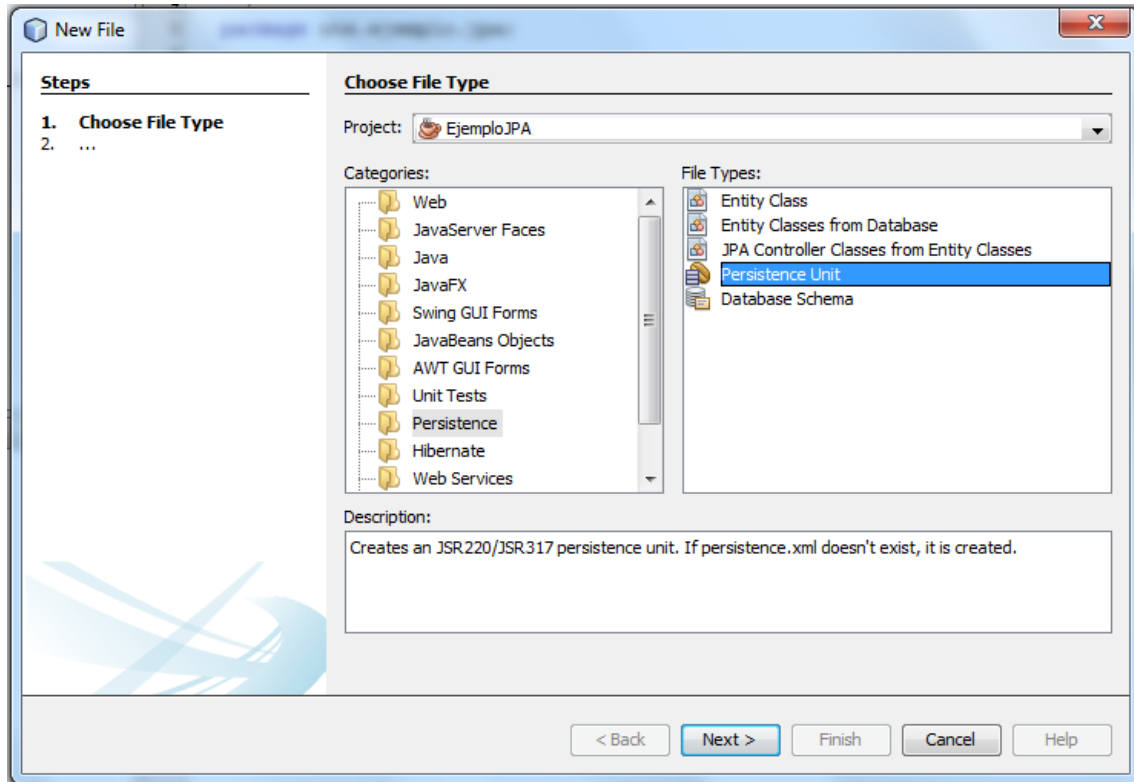 New File
Steps
1. Choose File Type
2. ...
Choose File Type
Project: EjemploJPA
Categories:
Web
JavaServer Faces
Java
JavaFX
Swing GUI Forms
JavaBeans Objects
AWT GUI Forms
Unit Tests
Persistence
Hibernate
Web Services
File Types:
Entity Class
Entity Classes from Database
JPA Controller Classes from Entity Classes
Persistence Unit
Database Schema
Description:
Creates an JSR220/JSR317 persistence unit. If persistence.xml doesn't exist, it is created.
< Back Next > Finish Cancel Help